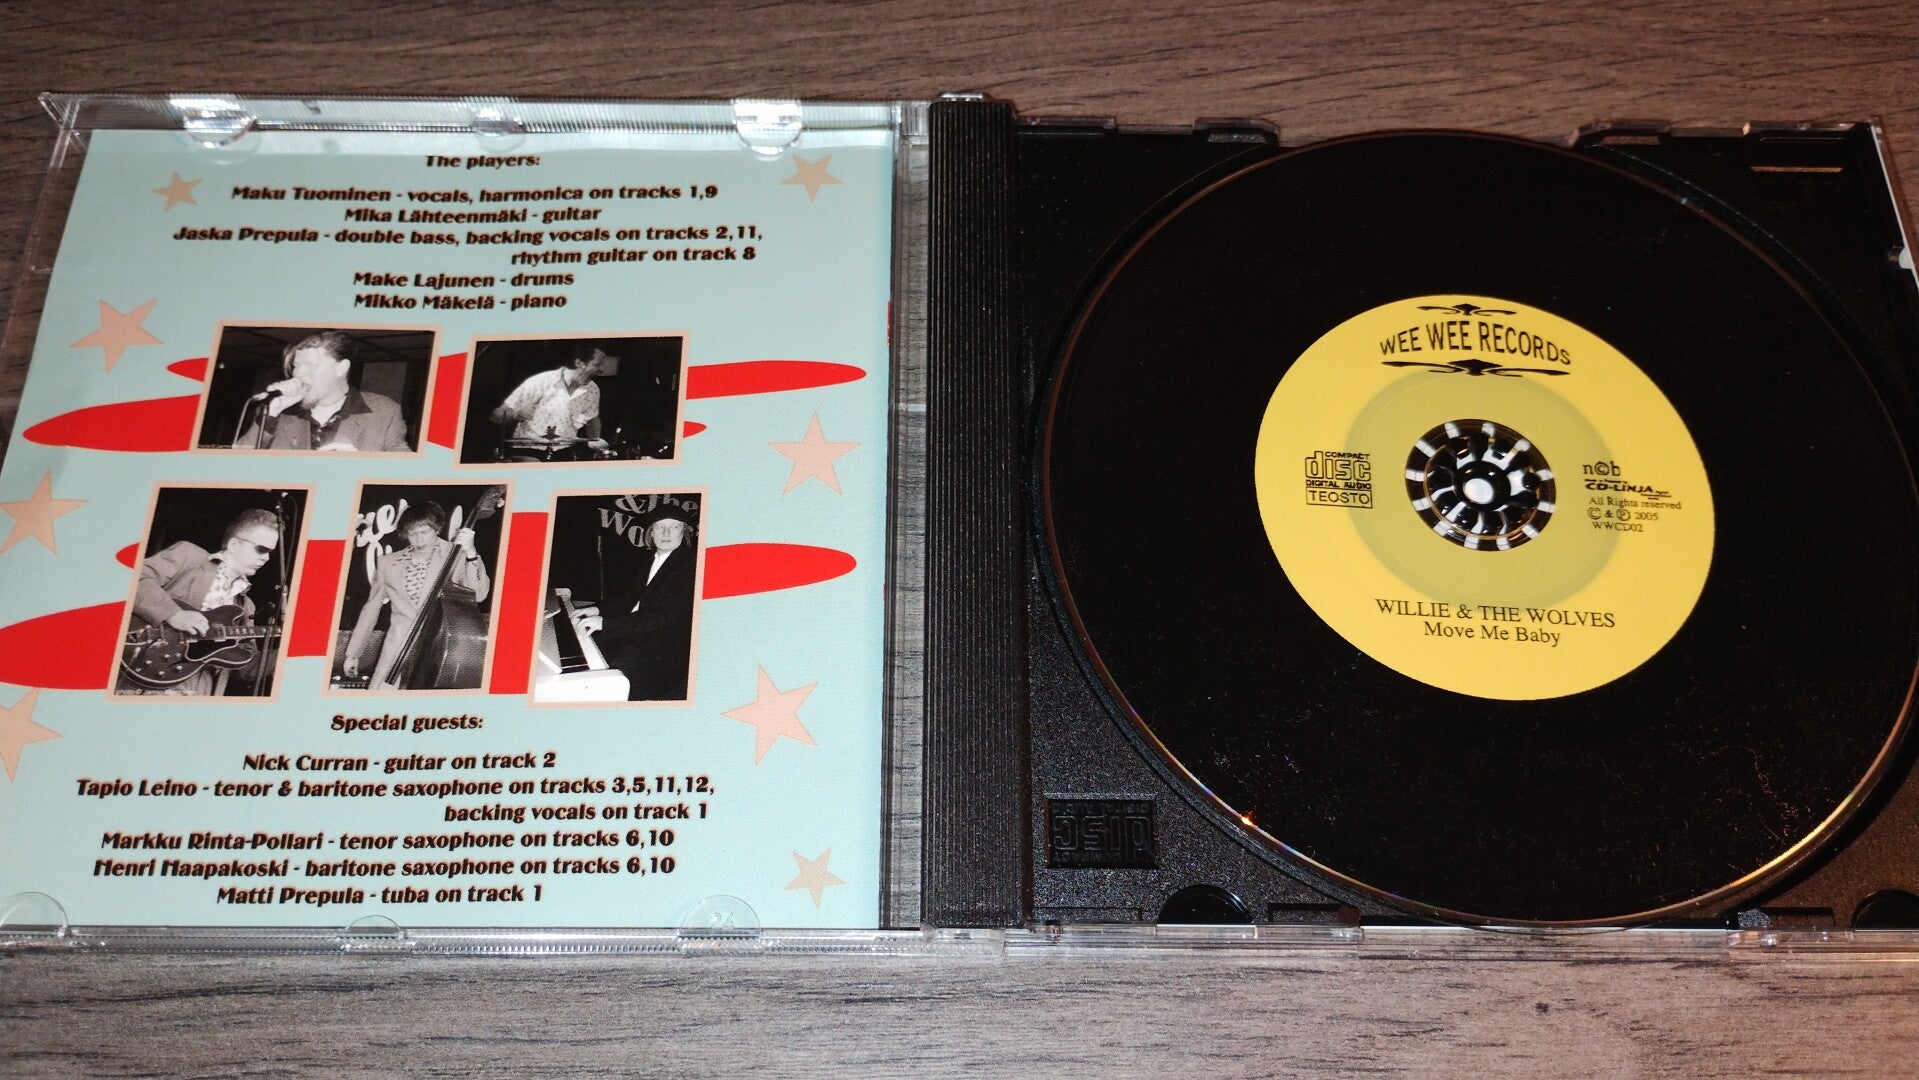 The players:
Maku Tuominen - vocals, harmonica on tracks 1,9
Mika Lähteenmäki - guitar
Jaska Prepula - double bass, backing vocals on tracks 2,11,
rhythm guitar on track 8
Make Lajunen - drums
Mikko Mäkelä - piano
& the
Special guests:
Nick Curran - guitar on track 2
Tapio Leino - tenor & baritone saxophone on tracks 3,5,11,12,
backing vocals on track 1
Markku Rinta-Pollari - tenor saxophone on tracks 6,10
Henri Haapakoski - baritone saxophone on tracks 6,10
Matti Prepula - tuba on track 1
WEE WEE RECORDS
COMPACT
disc
DIGITAL AUDIO
TEOSTO
n©b
CD-LINJA
All Rights reserved
© & ℗ 2005
WWCD02
WILLIE & THE WOLVES
Move Me Baby
COMPACT
disc
DIGITAL AUDIO